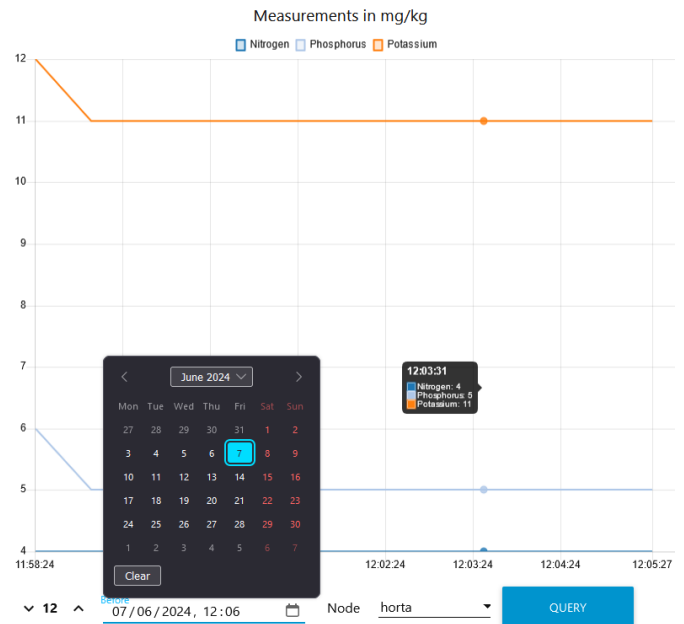 Measurements in mg/kg
Nitrogen Phosphorus Potassium
12
11
10
9
8
7
6
5
4
12:03:31
Nitrogen: 4
Phosphorus: 5
Potassium: 11
June 2024
Mon Tue Wed Thu Fri Sat Sun
27 28 29 30 31 1 2
3 4 5 6 7 8 9
10 11 12 13 14 15 16
17 18 19 20 21 22 23
24 25 26 27 28 29 30
1 2 3 4 5 6 7
Clear
11:58:24 12:02:24 12:03:24 12:04:24 12:05:27
Before
12 07/06/2024, 12:06 Node horta QUERY